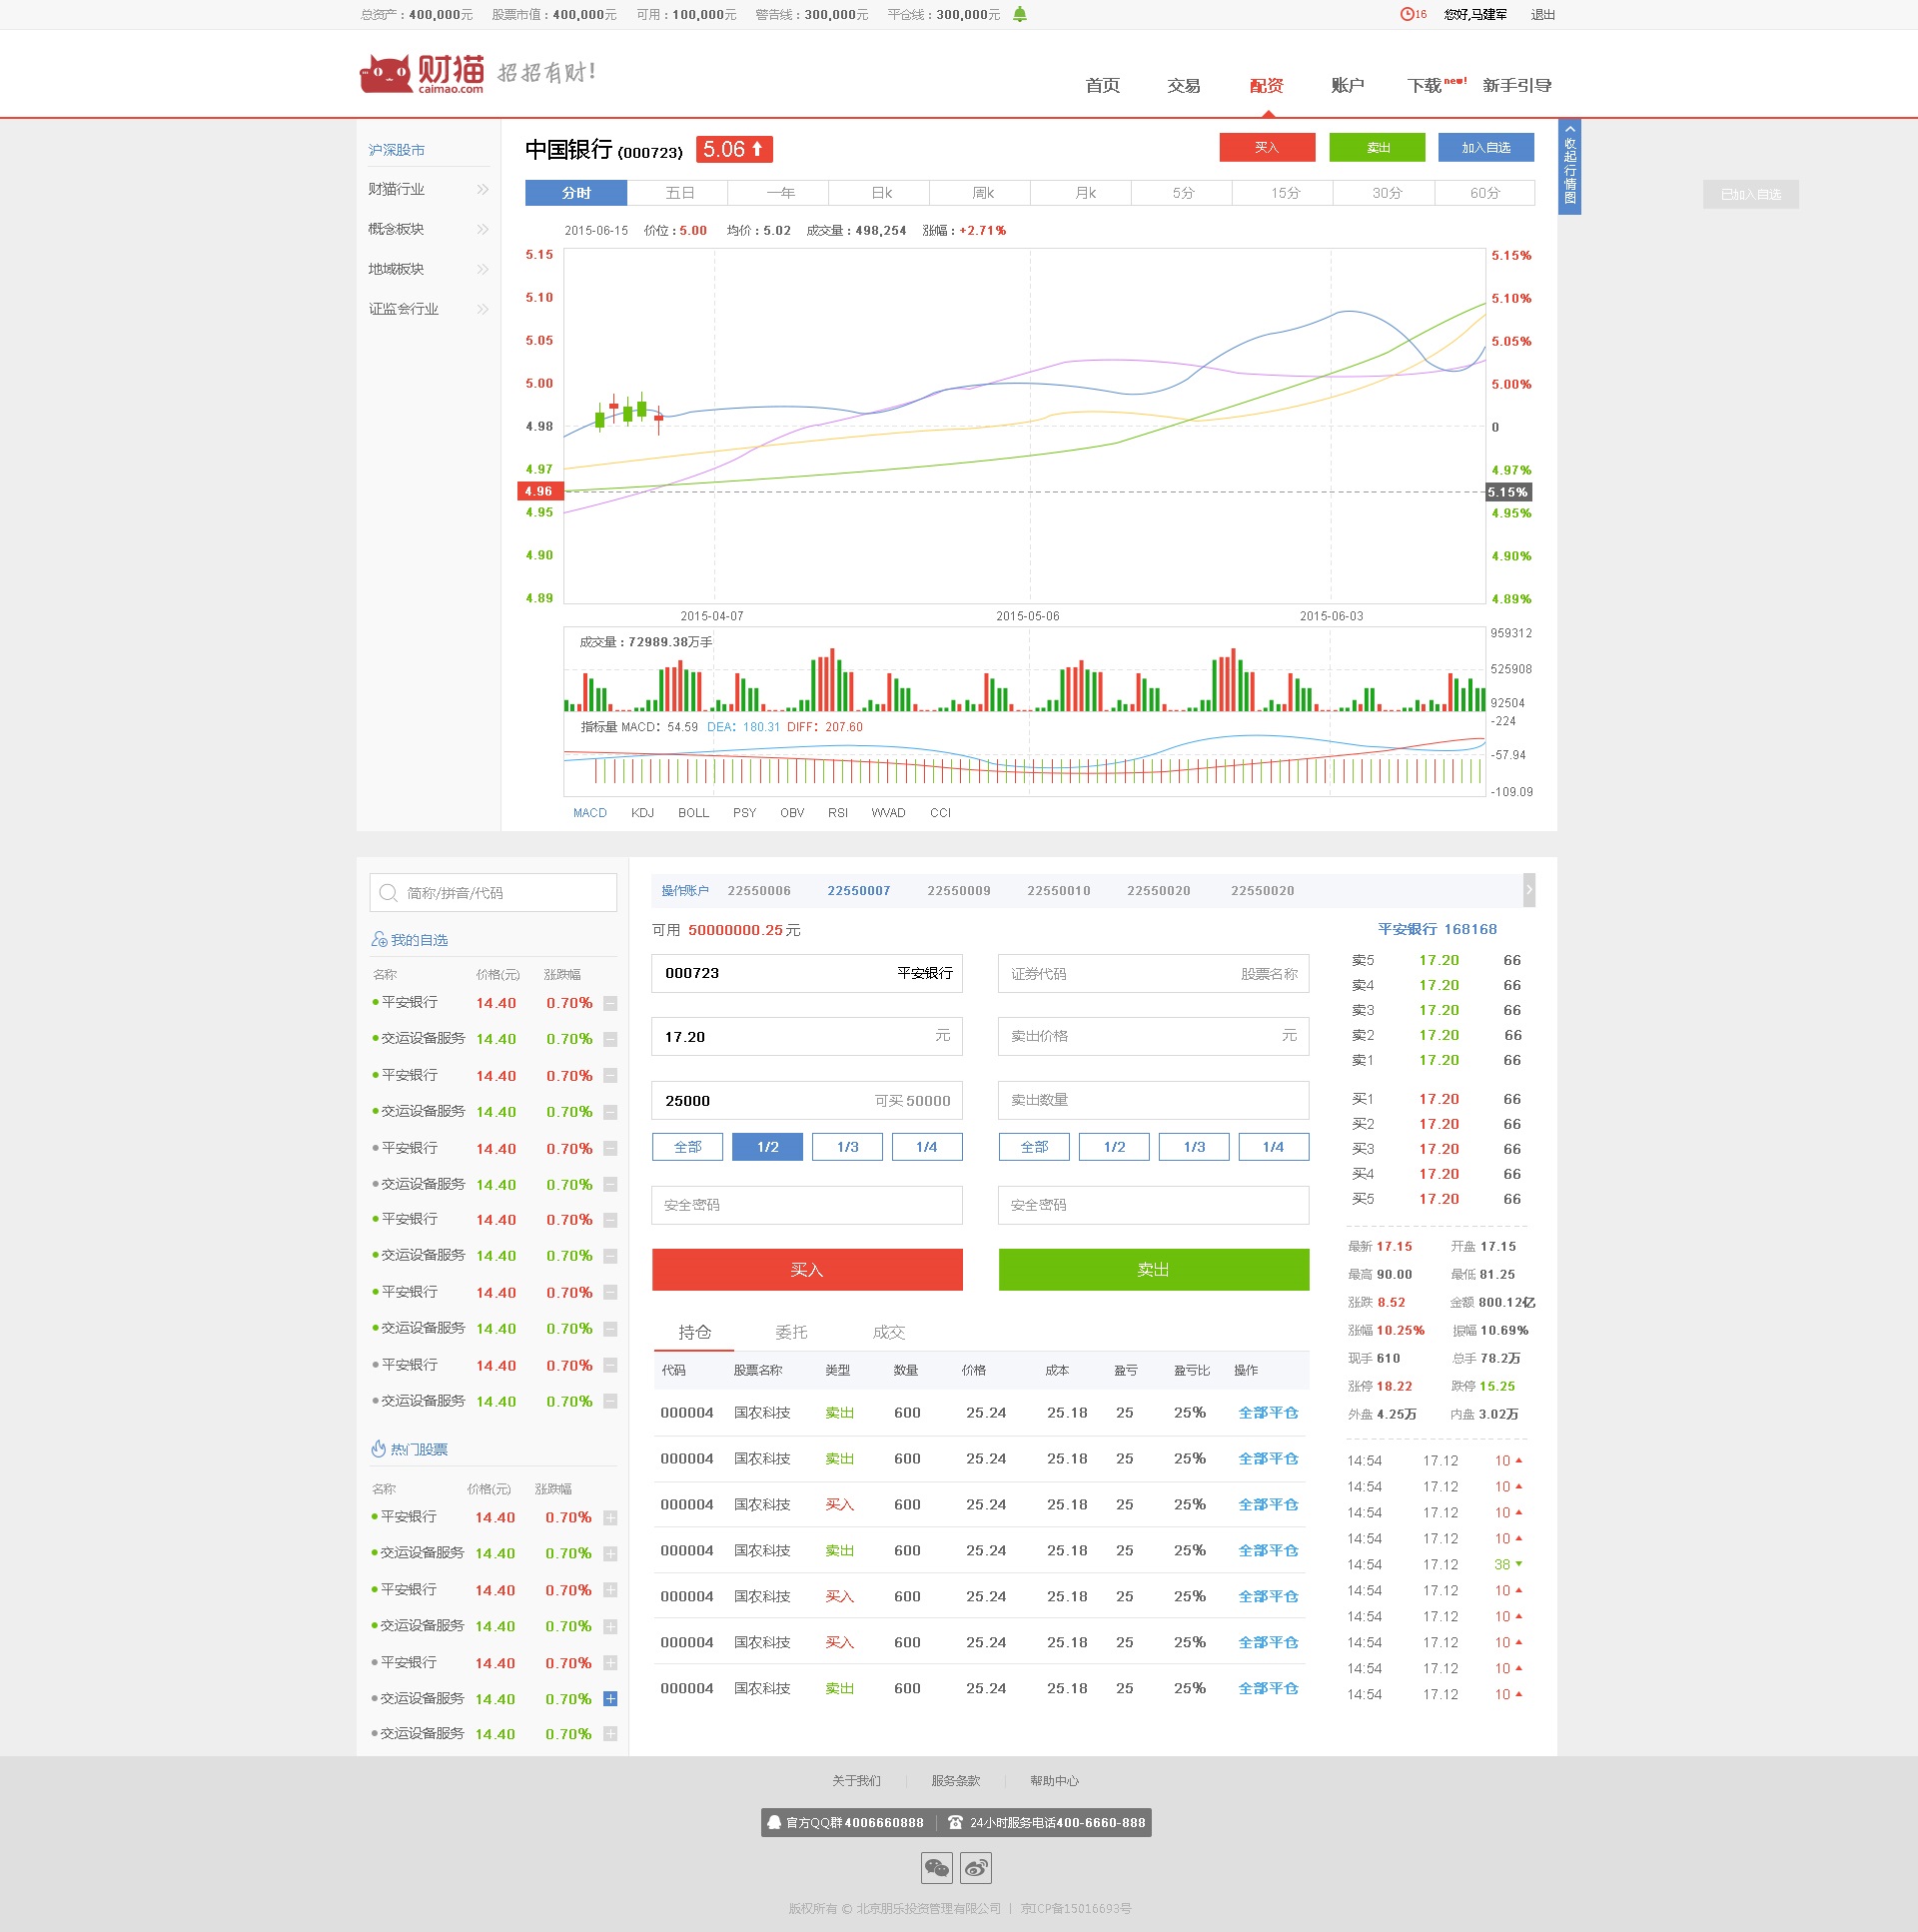 总资产：400,000元 股票市值：400,000元 可用：100,000元 警告线：300,000元 平仓线：300,000元 16 您好,马建军 退出
财猫 caimao.com 招招有财!
首页 交易 配资 账户 下载 new! 新手引导
沪深股市
财猫行业
概念板块
地域板块
证监会行业
中国银行 (000723) 5.06 买入 卖出 加入自选
收起行情图
已加入自选
分时 五日 一年 日k 周k 月k 5分 15分 30分 60分
2015-06-15 价位：5.00 均价：5.02 成交量：498,254 涨幅：+2.71%
5.15 5.15%
5.10 5.10%
5.05 5.05%
5.00 5.00%
4.98 0
4.97 4.97%
4.96 5.15%
4.95 4.95%
4.90 4.90%
4.89 4.89%
2015-04-07 2015-05-06 2015-06-03
成交量：72989.38万手
959312
525908
92504
指标量 MACD：54.59 DEA：180.31 DIFF：207.60
-224
-57.94
-109.09
MACD KDJ BOLL PSY OBV RSI WVAD CCI
简称/拼音/代码
我的自选
名称 价格(元) 涨跌幅
平安银行 14.40 0.70%
交运设备服务 14.40 0.70%
平安银行 14.40 0.70%
交运设备服务 14.40 0.70%
平安银行 14.40 0.70%
交运设备服务 14.40 0.70%
平安银行 14.40 0.70%
交运设备服务 14.40 0.70%
平安银行 14.40 0.70%
交运设备服务 14.40 0.70%
平安银行 14.40 0.70%
交运设备服务 14.40 0.70%
热门股票
名称 价格(元) 涨跌幅
平安银行 14.40 0.70%
交运设备服务 14.40 0.70%
平安银行 14.40 0.70%
交运设备服务 14.40 0.70%
平安银行 14.40 0.70%
交运设备服务 14.40 0.70%
交运设备服务 14.40 0.70%
操作账户 22550006 22550007 22550009 22550010 22550020 22550020
可用 50000000.25元
000723 平安银行
17.20 元
25000 可买 50000
全部 1/2 1/3 1/4
安全密码
买入
证券代码 股票名称
卖出价格 元
卖出数量
全部 1/2 1/3 1/4
安全密码
卖出
持仓 委托 成交
代码 股票名称 类型 数量 价格 成本 盈亏 盈亏比 操作
000004 国农科技 卖出 600 25.24 25.18 25 25% 全部平仓
000004 国农科技 卖出 600 25.24 25.18 25 25% 全部平仓
000004 国农科技 买入 600 25.24 25.18 25 25% 全部平仓
000004 国农科技 卖出 600 25.24 25.18 25 25% 全部平仓
000004 国农科技 买入 600 25.24 25.18 25 25% 全部平仓
000004 国农科技 买入 600 25.24 25.18 25 25% 全部平仓
000004 国农科技 卖出 600 25.24 25.18 25 25% 全部平仓
平安银行 168168
卖5 17.20 66
卖4 17.20 66
卖3 17.20 66
卖2 17.20 66
卖1 17.20 66
买1 17.20 66
买2 17.20 66
买3 17.20 66
买4 17.20 66
买5 17.20 66
最新 17.15 开盘 17.15
最高 90.00 最低 81.25
涨跌 8.52 金额 800.12亿
涨幅 10.25% 振幅 10.69%
现手 610 总手 78.2万
涨停 18.22 跌停 15.25
外盘 4.25万 内盘 3.02万
14:54 17.12 10
14:54 17.12 10
14:54 17.12 10
14:54 17.12 10
14:54 17.12 38
14:54 17.12 10
14:54 17.12 10
14:54 17.12 10
14:54 17.12 10
14:54 17.12 10
关于我们 服务条款 帮助中心
官方QQ群4006660888 24小时服务电话400-6660-888
版权所有 © 北京朋乐投资管理有限公司 | 京ICP备15016693号